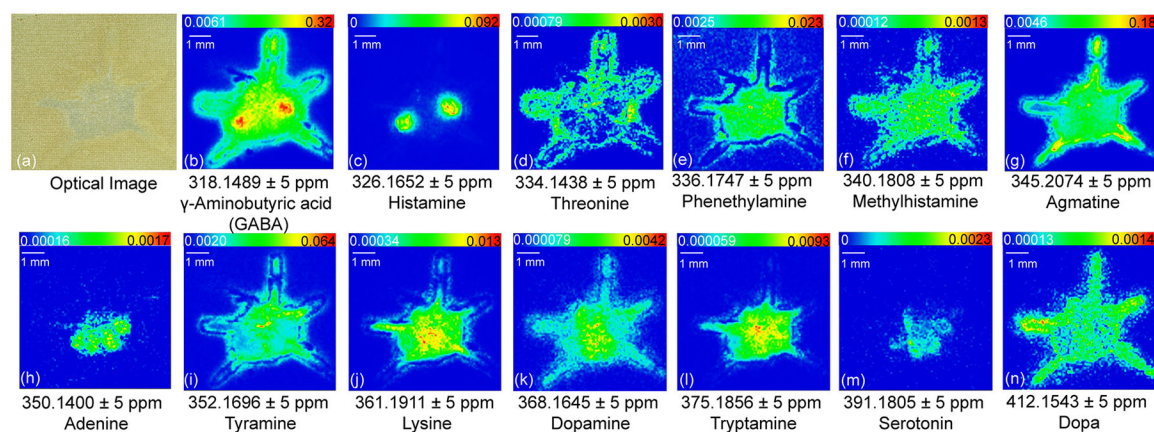 0.0061 0.32 0 0.092 0.00079 0.0030 0.0025 0.023 0.00012 0.0013 0.0046 0.18
1 mm 1 mm 1 mm 1 mm 1 mm 1 mm 1 mm
(a) (b) (c) (d) (e) (f) (g)
Optical Image 318.1489 ± 5 ppm 326.1652 ± 5 ppm 334.1438 ± 5 ppm 336.1747 ± 5 ppm 340.1808 ± 5 ppm 345.2074 ± 5 ppm
γ-Aminobutyric acid Histamine Threonine Phenethylamine Methylhistamine Agmatine
(GABA)
0.00016 0.0017 0.0020 0.064 0.00034 0.013 0.000079 0.0042 0.000059 0.0093 0 0.0023 0.00013 0.0014
1 mm 1 mm 1 mm 1 mm 1 mm 1 mm 1 mm
(h) (i) (j) (k) (l) (m) (n)
350.1400 ± 5 ppm 352.1696 ± 5 ppm 361.1911 ± 5 ppm 368.1645 ± 5 ppm 375.1856 ± 5 ppm 391.1805 ± 5 ppm 412.1543 ± 5 ppm
Adenine Tyramine Lysine Dopamine Tryptamine Serotonin Dopa